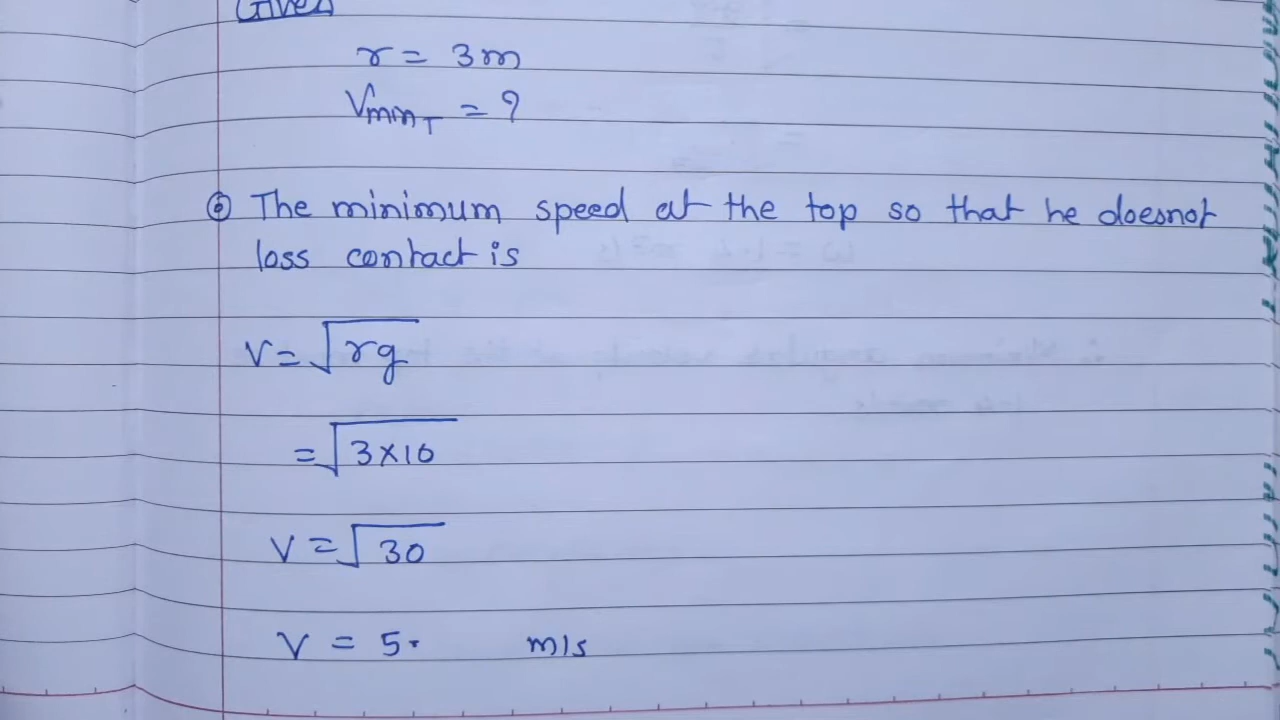 Given
r = 3m
VminT = ?
⑥ The minimum speed at the top so that he doesnot
loss contact is
V = √rg
= √3×10
V = √30
V = 5. m/s